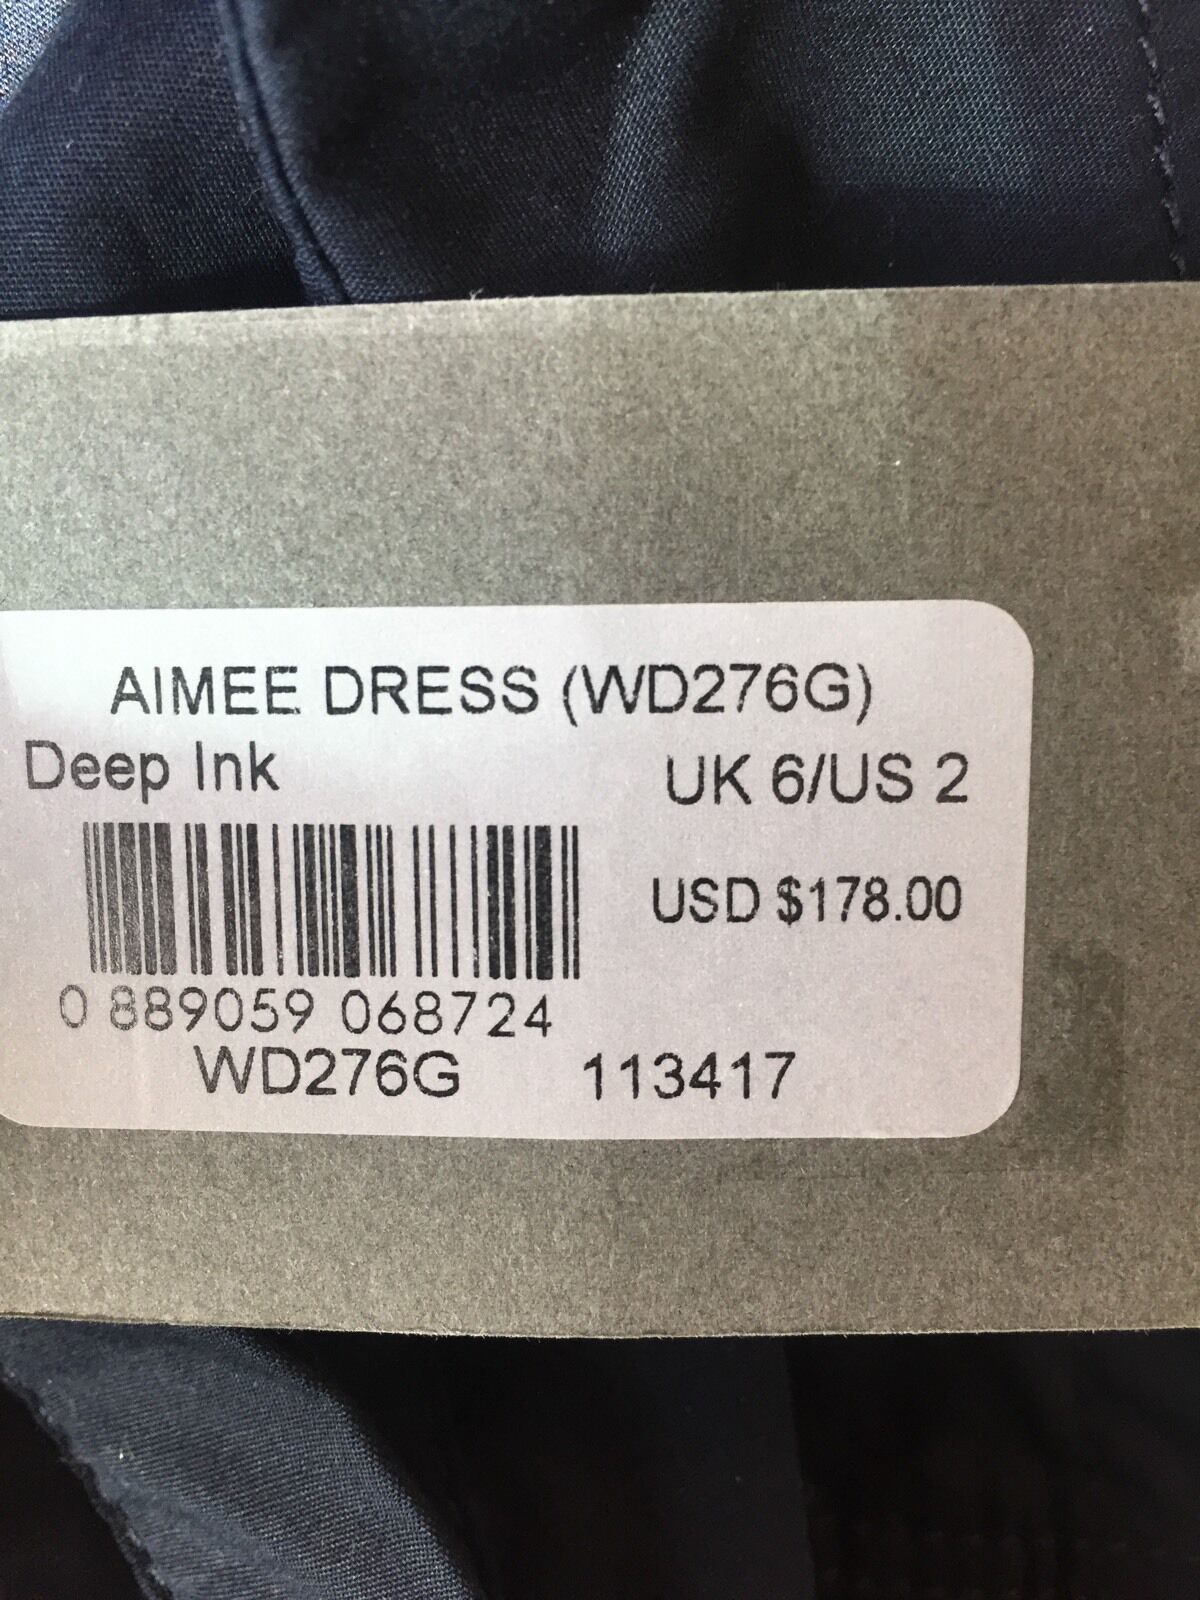 AIMEE DRESS (WD276G)
Deep Ink UK 6/US 2
USD $178.00
0 889059 068724
WD276G 113417